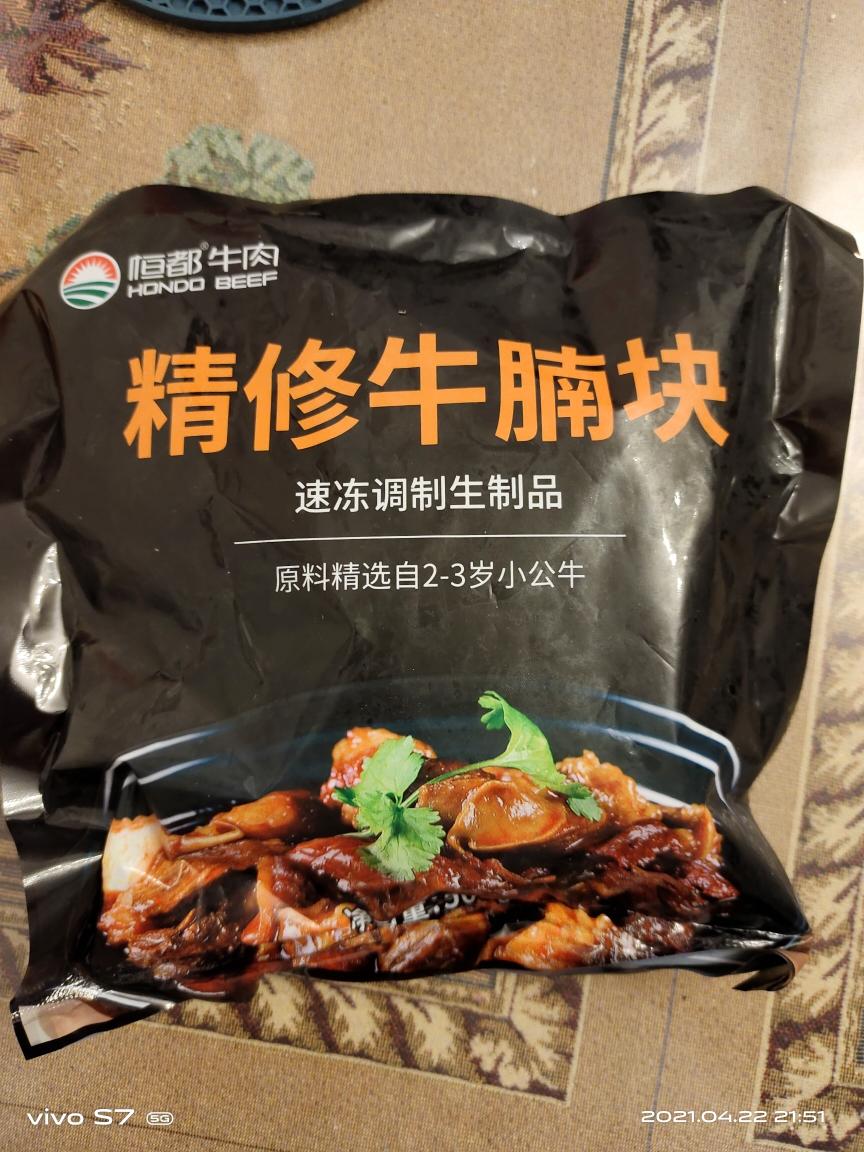 恒都®牛肉
HONDO BEEF
精修牛腩块
速冻调制生制品
原料精选自2-3岁小公牛
vivo S7 5G
2021.04.22 21:51